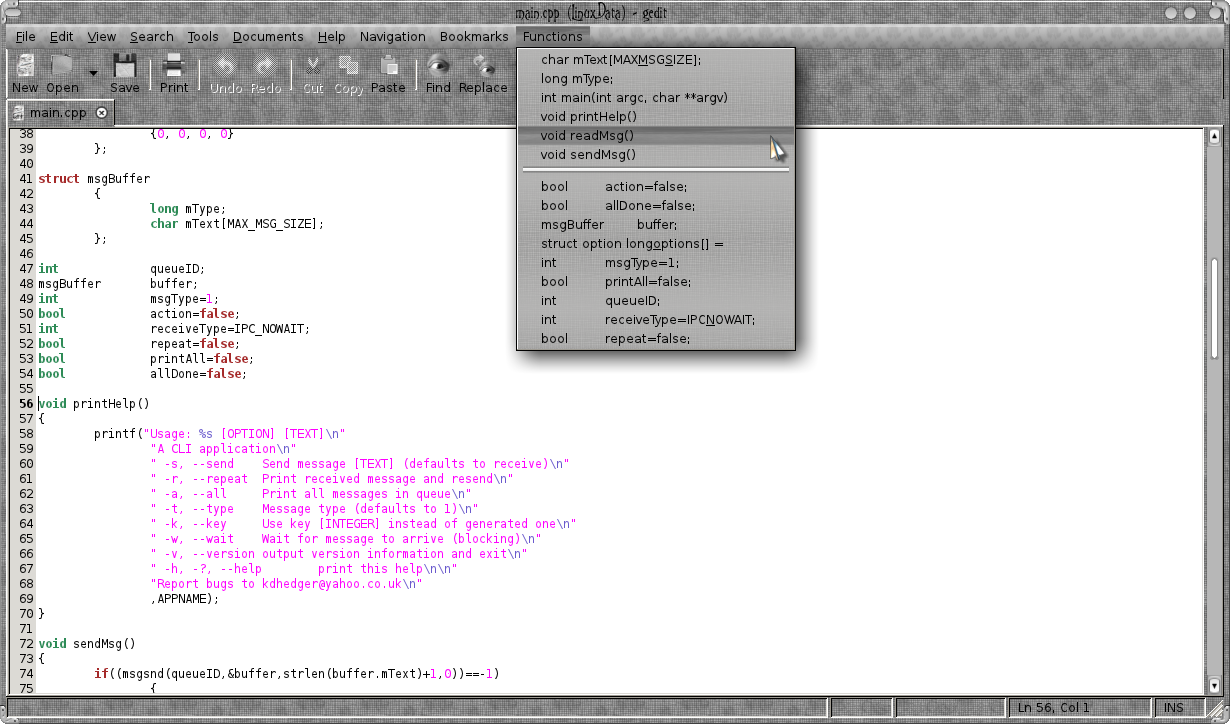 main.cpp (LinuxData) - gedit
File Edit View Search Tools Documents Help Navigation Bookmarks Functions
New Open Save Print Undo Redo Cut Copy Paste Find Replace
main.cpp
char mText[MAXMSGSIZE];
long mType;
int main(int argc, char **argv)
void printHelp()
void readMsg()
void sendMsg()
bool action=false;
bool allDone=false;
msgBuffer buffer;
struct option longoptions[] =
int msgType=1;
bool printAll=false;
int queueID;
int receiveType=IPCNOWAIT;
bool repeat=false;
38 {0, 0, 0, 0}
39 };
40
41 struct msgBuffer
42 {
43 long mType;
44 char mText[MAX_MSG_SIZE];
45 };
46
47 int queueID;
48 msgBuffer buffer;
49 int msgType=1;
50 bool action=false;
51 int receiveType=IPC_NOWAIT;
52 bool repeat=false;
53 bool printAll=false;
54 bool allDone=false;
55
56 void printHelp()
57 {
58 printf("Usage: %s [OPTION] [TEXT]\n"
59 "A CLI application\n"
60 " -s, --send Send message [TEXT] (defaults to receive)\n"
61 " -r, --repeat Print received message and resend\n"
62 " -a, --all Print all messages in queue\n"
63 " -t, --type Message type (defaults to 1)\n"
64 " -k, --key Use key [INTEGER] instead of generated one\n"
65 " -w, --wait Wait for message to arrive (blocking)\n"
66 " -v, --version output version information and exit\n"
67 " -h, -?, --help print this help\n\n"
68 "Report bugs to kdhedger@yahoo.co.uk\n"
69 ,APPNAME);
70 }
71
72 void sendMsg()
73 {
74 if((msgsnd(queueID,&buffer,strlen(buffer.mText)+1,0))==-1)
75 {
Ln 56, Col 1 INS